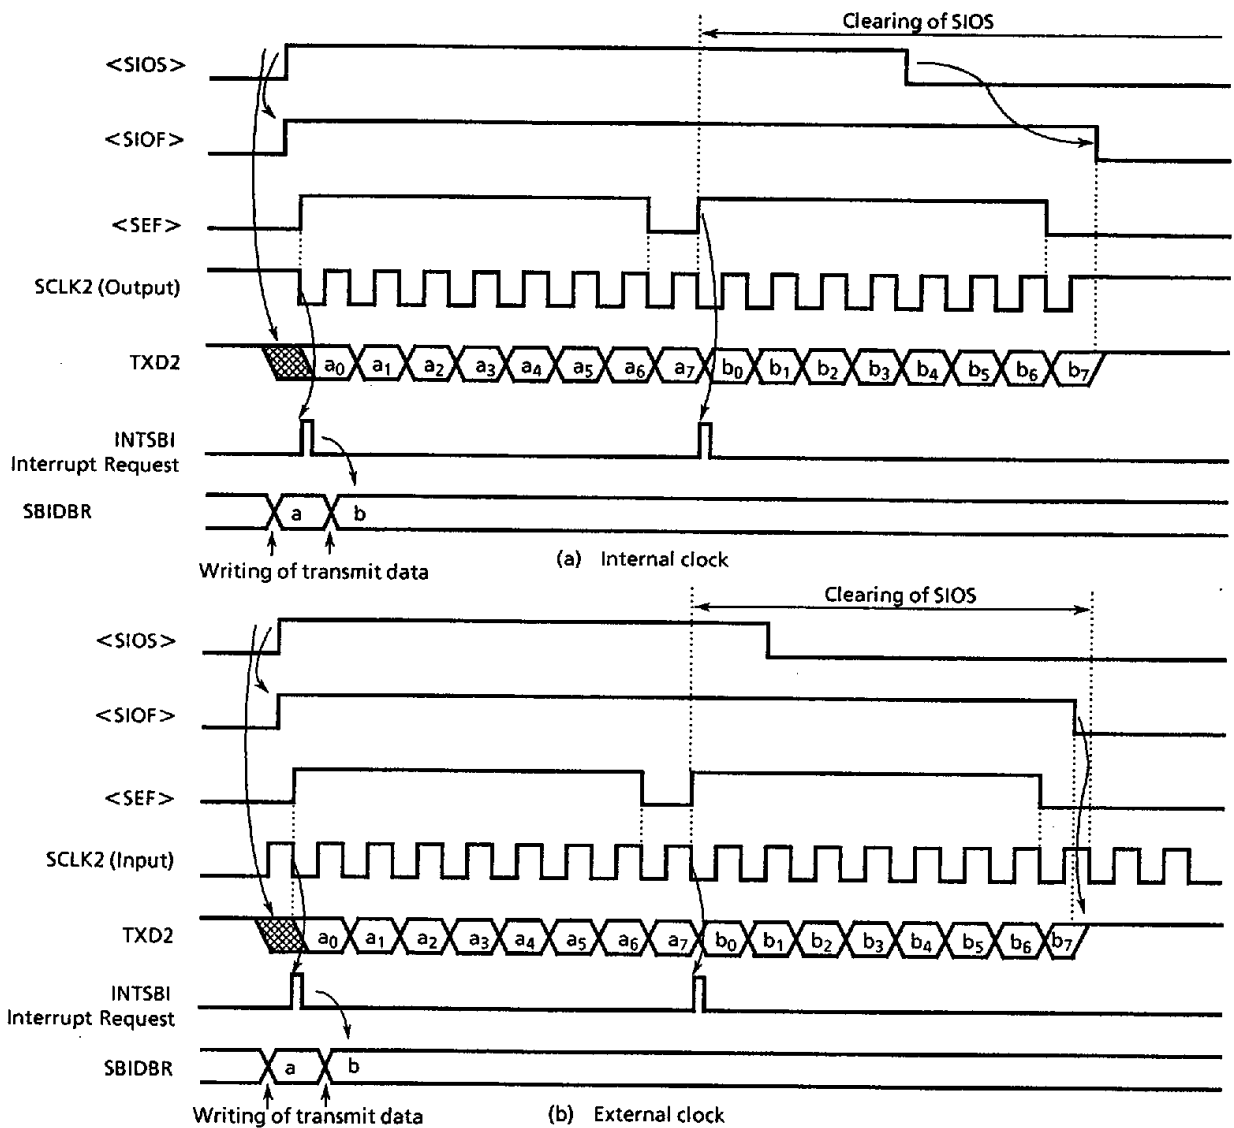 Clearing of SIOS
<SIOS>
<SIOF>
<SEF>
SCLK2 (Output)
TXD2 a0 a1 a2 a3 a4 a5 a6 a7 b0 b1 b2 b3 b4 b5 b6 b7
INTSBI
Interrupt Request
SBIDBR a b
Writing of transmit data
(a) Internal clock
Clearing of SIOS
<SIOS>
<SIOF>
<SEF>
SCLK2 (Input)
TXD2 a0 a1 a2 a3 a4 a5 a6 a7 b0 b1 b2 b3 b4 b5 b6 b7
INTSBI
Interrupt Request
SBIDBR a b
Writing of transmit data
(b) External clock